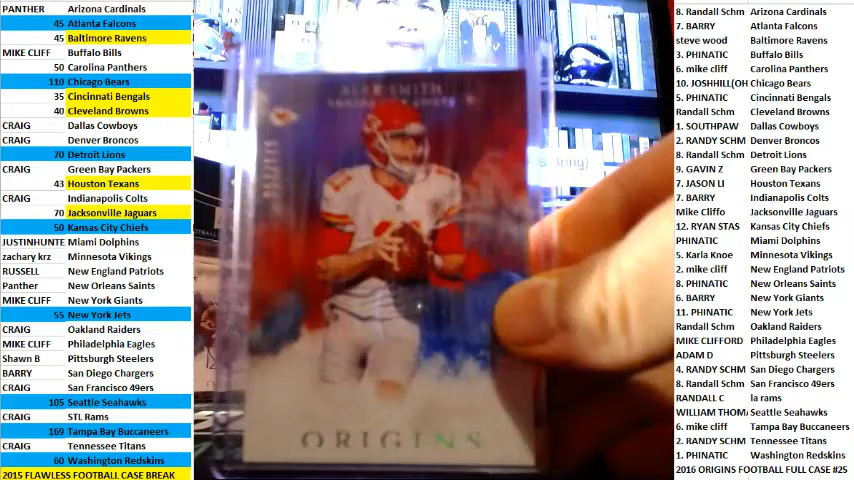 PANTHER Arizona Cardinals
45 Atlanta Falcons
45 Baltimore Ravens
MIKE CLIFF Buffalo Bills
50 Carolina Panthers
110 Chicago Bears
35 Cincinnati Bengals
40 Cleveland Browns
CRAIG Dallas Cowboys
CRAIG Denver Broncos
70 Detroit Lions
CRAIG Green Bay Packers
43 Houston Texans
CRAIG Indianapolis Colts
70 Jacksonville Jaguars
50 Kansas City Chiefs
JUSTINHUNTE Miami Dolphins
zachary krz Minnesota Vikings
RUSSELL New England Patriots
Panther New Orleans Saints
MIKE CLIFF New York Giants
55 New York Jets
CRAIG Oakland Raiders
MIKE CLIFF Philadelphia Eagles
Shawn B Pittsburgh Steelers
BARRY San Diego Chargers
CRAIG San Francisco 49ers
105 Seattle Seahawks
CRAIG STL Rams
169 Tampa Bay Buccaneers
CRAIG Tennessee Titans
60 Washington Redskins
2015 FLAWLESS FOOTBALL CASE BREAK
ALEX SMITH
ORIGINS
(ring)
8. Randall Schm Arizona Cardinals
7. BARRY Atlanta Falcons
steve wood Baltimore Ravens
3. PHINATIC Buffalo Bills
6. mike cliff Carolina Panthers
10. JOSHHILL(OH Chicago Bears
5. PHINATIC Cincinnati Bengals
Randall Schm Cleveland Browns
1. SOUTHPAW Dallas Cowboys
2. RANDY SCHM Denver Broncos
8. Randall Schm Detroit Lions
9. GAVIN Z Green Bay Packers
7. JASON LI Houston Texans
7. BARRY Indianapolis Colts
Mike Cliffo Jacksonville Jaguars
12. RYAN STAS Kansas City Chiefs
PHINATIC Miami Dolphins
5. Karla Knoe Minnesota Vikings
2. mike cliff New England Patriots
8. PHINATIC New Orleans Saints
6. BARRY New York Giants
11. PHINATIC New York Jets
Randall Schm Oakland Raiders
MIKE CLIFFORD Philadelphia Eagles
ADAM D Pittsburgh Steelers
4. RANDY SCHM San Diego Chargers
8. Randall Schm San Francisco 49ers
RANDALL C la rams
WILLIAM THOM Seattle Seahawks
6. mike cliff Tampa Bay Buccaneers
2. RANDY SCHM Tennessee Titans
1. PHINATIC Washington Redskins
2016 ORIGINS FOOTBALL FULL CASE #25